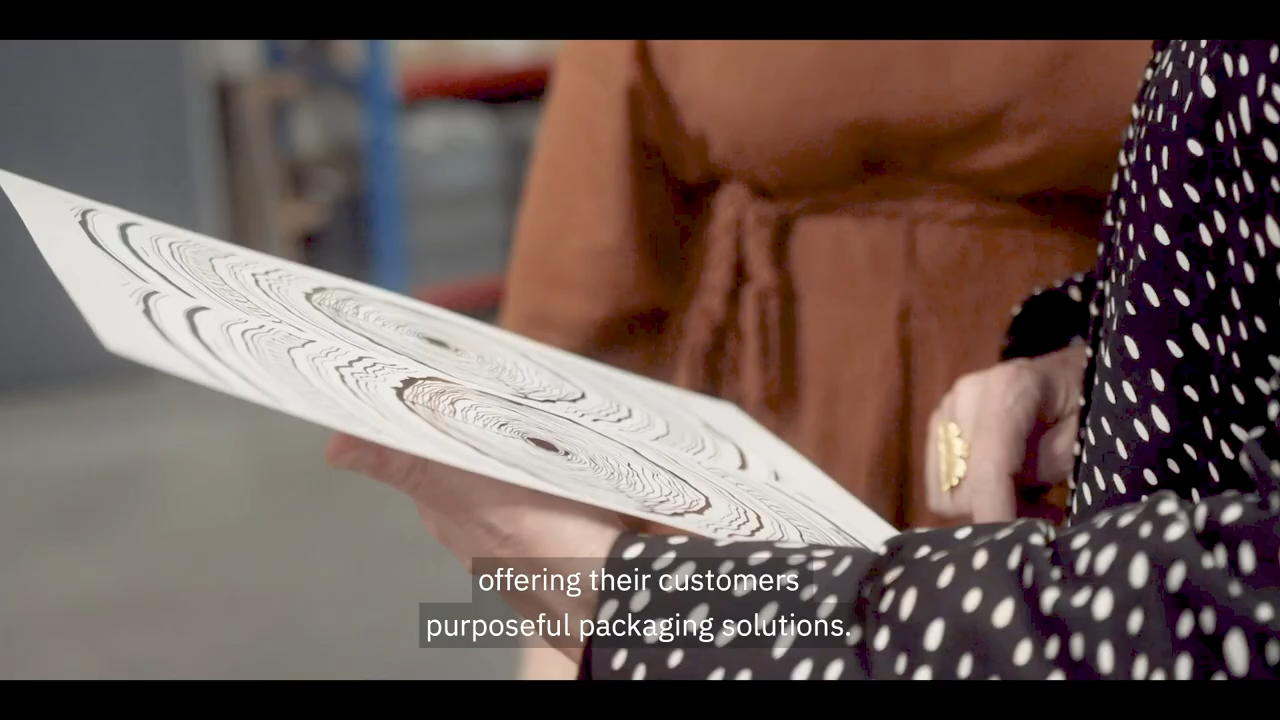 offering their customers
purposeful packaging solutions.